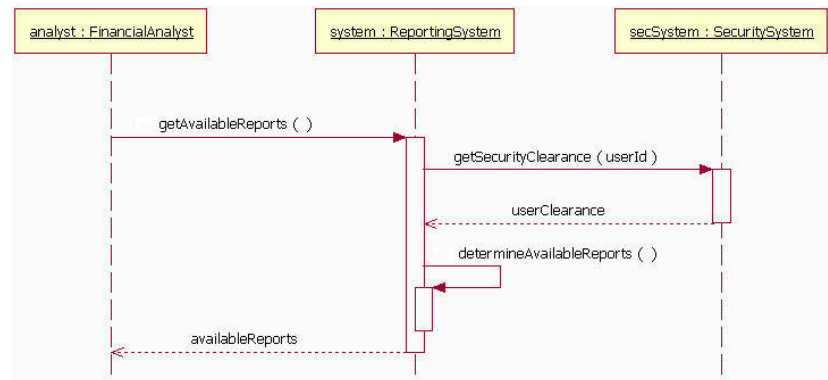 analyst : FinancialAnalyst
system : ReportingSystem
secSystem : SecuritySystem
getAvailableReports ( )
getSecurityClearance ( userId )
userClearance
determineAvailableReports ( )
availableReports